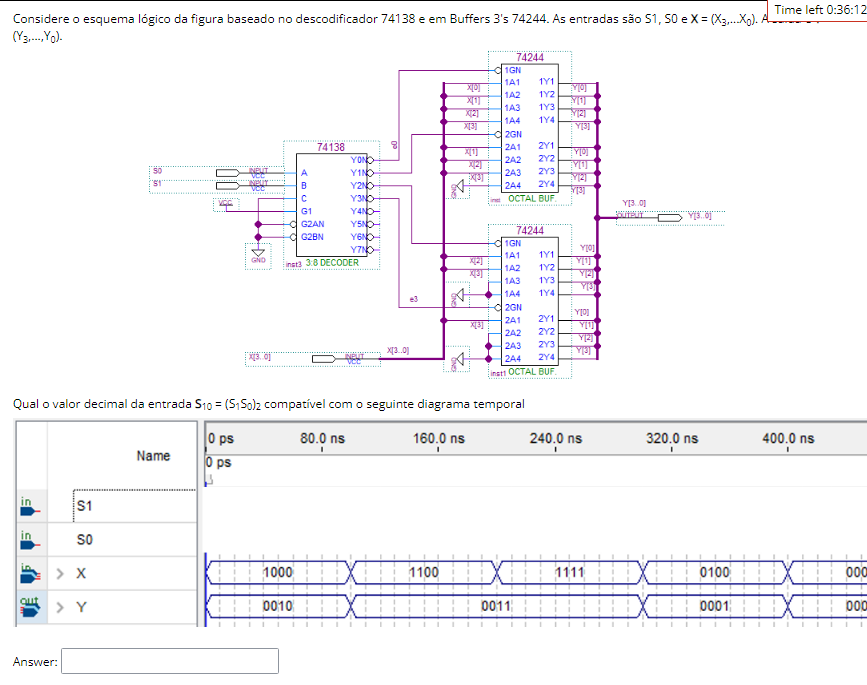 Considere o esquema lógico da figura baseado no descodificador 74138 e em Buffers 3's 74244. As entradas são S1, S0 e X = (X3,...X0). A
Time left 0:36:12
(Y3,...,Y0).
74244
1GN
X[0] 1A1 1Y1 Y[0]
X[1] 1A2 1Y2 Y[1]
X[2] 1A3 1Y3 Y[2]
X[3] 1A4 1Y4 Y[3]
2GN
X[1] 2A1 2Y1 Y[0]
X[2] 2A2 2Y2 Y[1]
X[3] 2A3 2Y3 Y[2]
GND 2A4 2Y4 Y[3]
inst OCTAL BUF.
e0
74138
Y0N
S0 INPUT VCC A Y1N
S1 INPUT VCC B Y2N
C Y3N
VCC G1 Y4N
G2AN Y5N
G2BN Y6N
Y7N
GND
inst3 3:8 DECODER
Y[3..0]
OUTPUT Y[3..0]
74244
1GN
X[2] 1A1 1Y1 Y[0]
X[3] 1A2 1Y2 Y[1]
1A3 1Y3 Y[2]
GND 1A4 1Y4 Y[3]
e3
2GN
X[3] 2A1 2Y1 Y[0]
2A2 2Y2 Y[1]
2A3 2Y3 Y[2]
GND 2A4 2Y4 Y[3]
inst1 OCTAL BUF.
X[3..0] INPUT VCC X[3..0]
Qual o valor decimal da entrada S10 = (S1S0)2 compatível com o seguinte diagrama temporal
Name
0 ps 80.0 ns 160.0 ns 240.0 ns 320.0 ns 400.0 ns
0 ps
in S1
in S0
in > X 1000 1100 1111 0100 000
out > Y 0010 0011 0001 000
Answer: